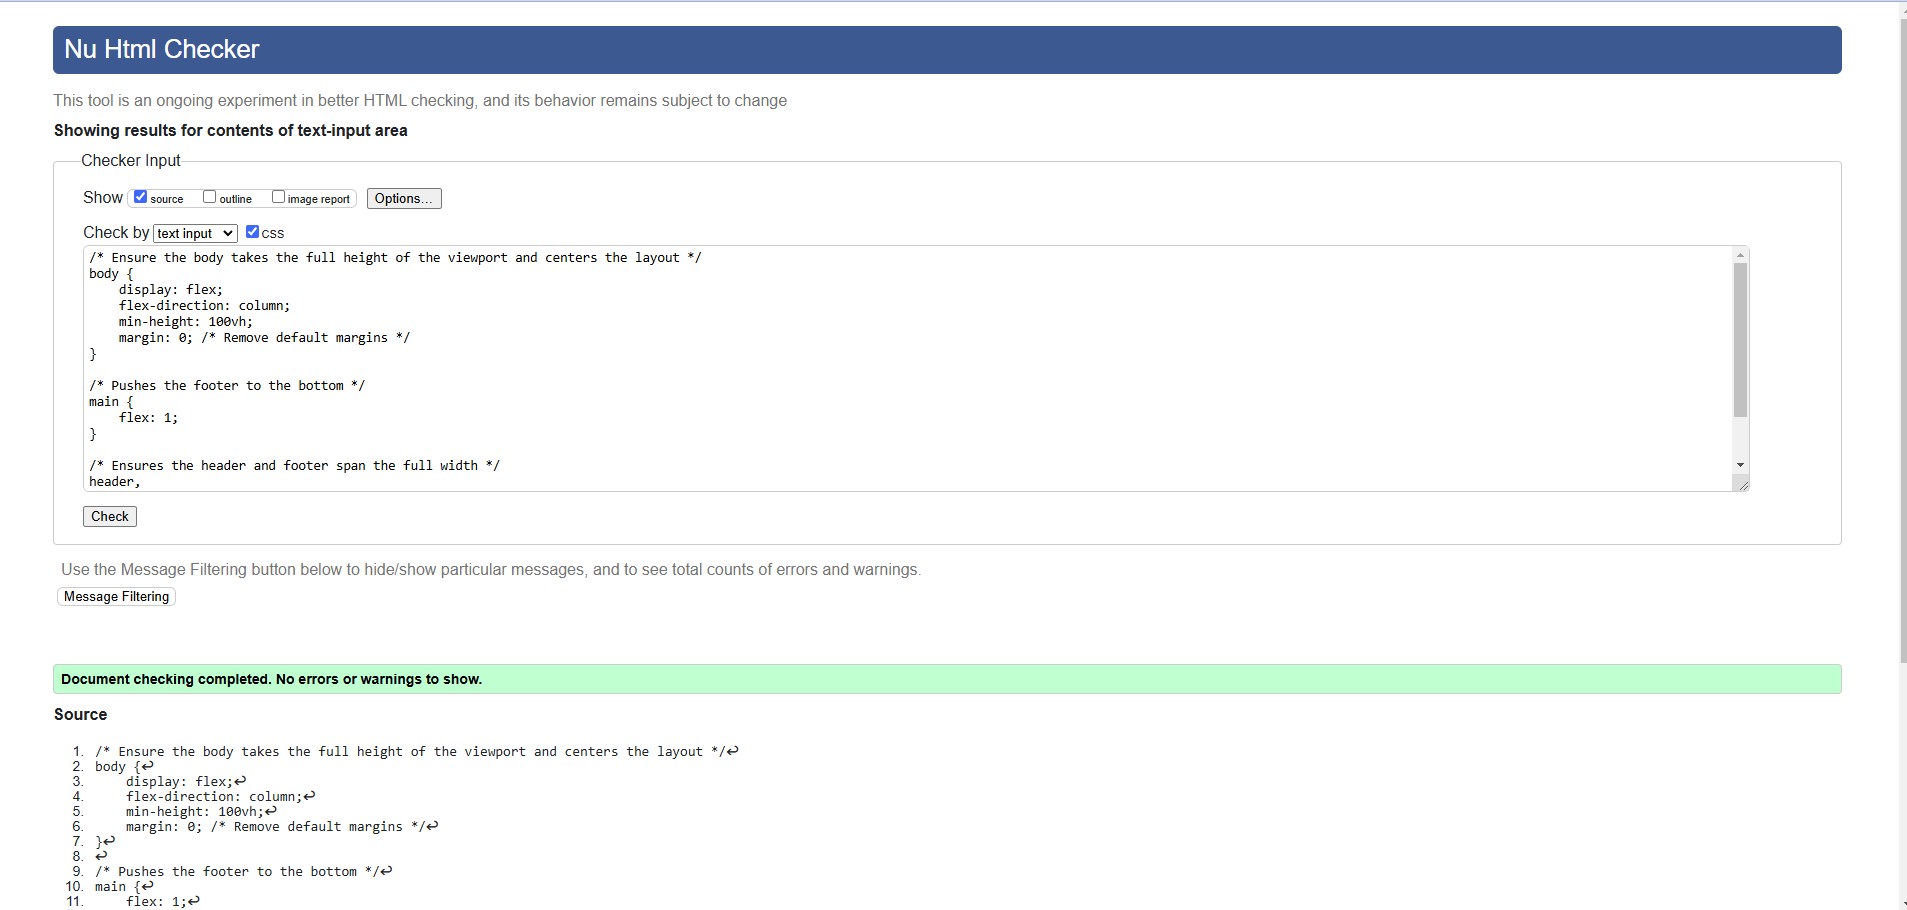 Nu Html Checker
This tool is an ongoing experiment in better HTML checking, and its behavior remains subject to change
Showing results for contents of text-input area
Checker Input
Show source outline image report Options...
Check by text input css
/* Ensure the body takes the full height of the viewport and centers the layout */
body {
    display: flex;
    flex-direction: column;
    min-height: 100vh;
    margin: 0; /* Remove default margins */
}
/* Pushes the footer to the bottom */
main {
    flex: 1;
}
/* Ensures the header and footer span the full width */
header,
Check
Use the Message Filtering button below to hide/show particular messages, and to see total counts of errors and warnings.
Message Filtering
Document checking completed. No errors or warnings to show.
Source
1. /* Ensure the body takes the full height of the viewport and centers the layout */↩
2. body {↩
3.     display: flex;↩
4.     flex-direction: column;↩
5.     min-height: 100vh;↩
6.     margin: 0; /* Remove default margins */↩
7. }↩
8. ↩
9. /* Pushes the footer to the bottom */↩
10. main {↩
11.     flex: 1;↩